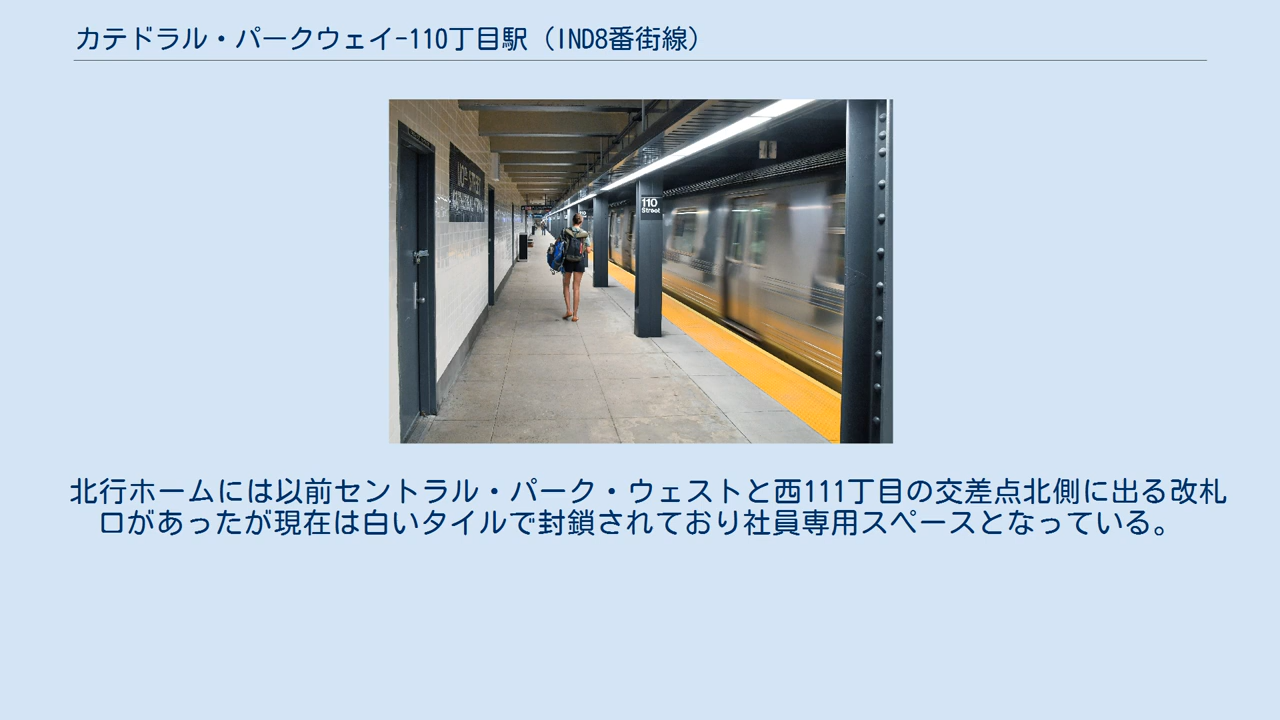 カテドラル・パークウェイ-110丁目駅（IND8番街線）
110
Street
北行ホームには以前セントラル・パーク・ウェストと西111丁目の交差点北側に出る改札
口があったが現在は白いタイルで封鎖されており社員専用スペースとなっている。